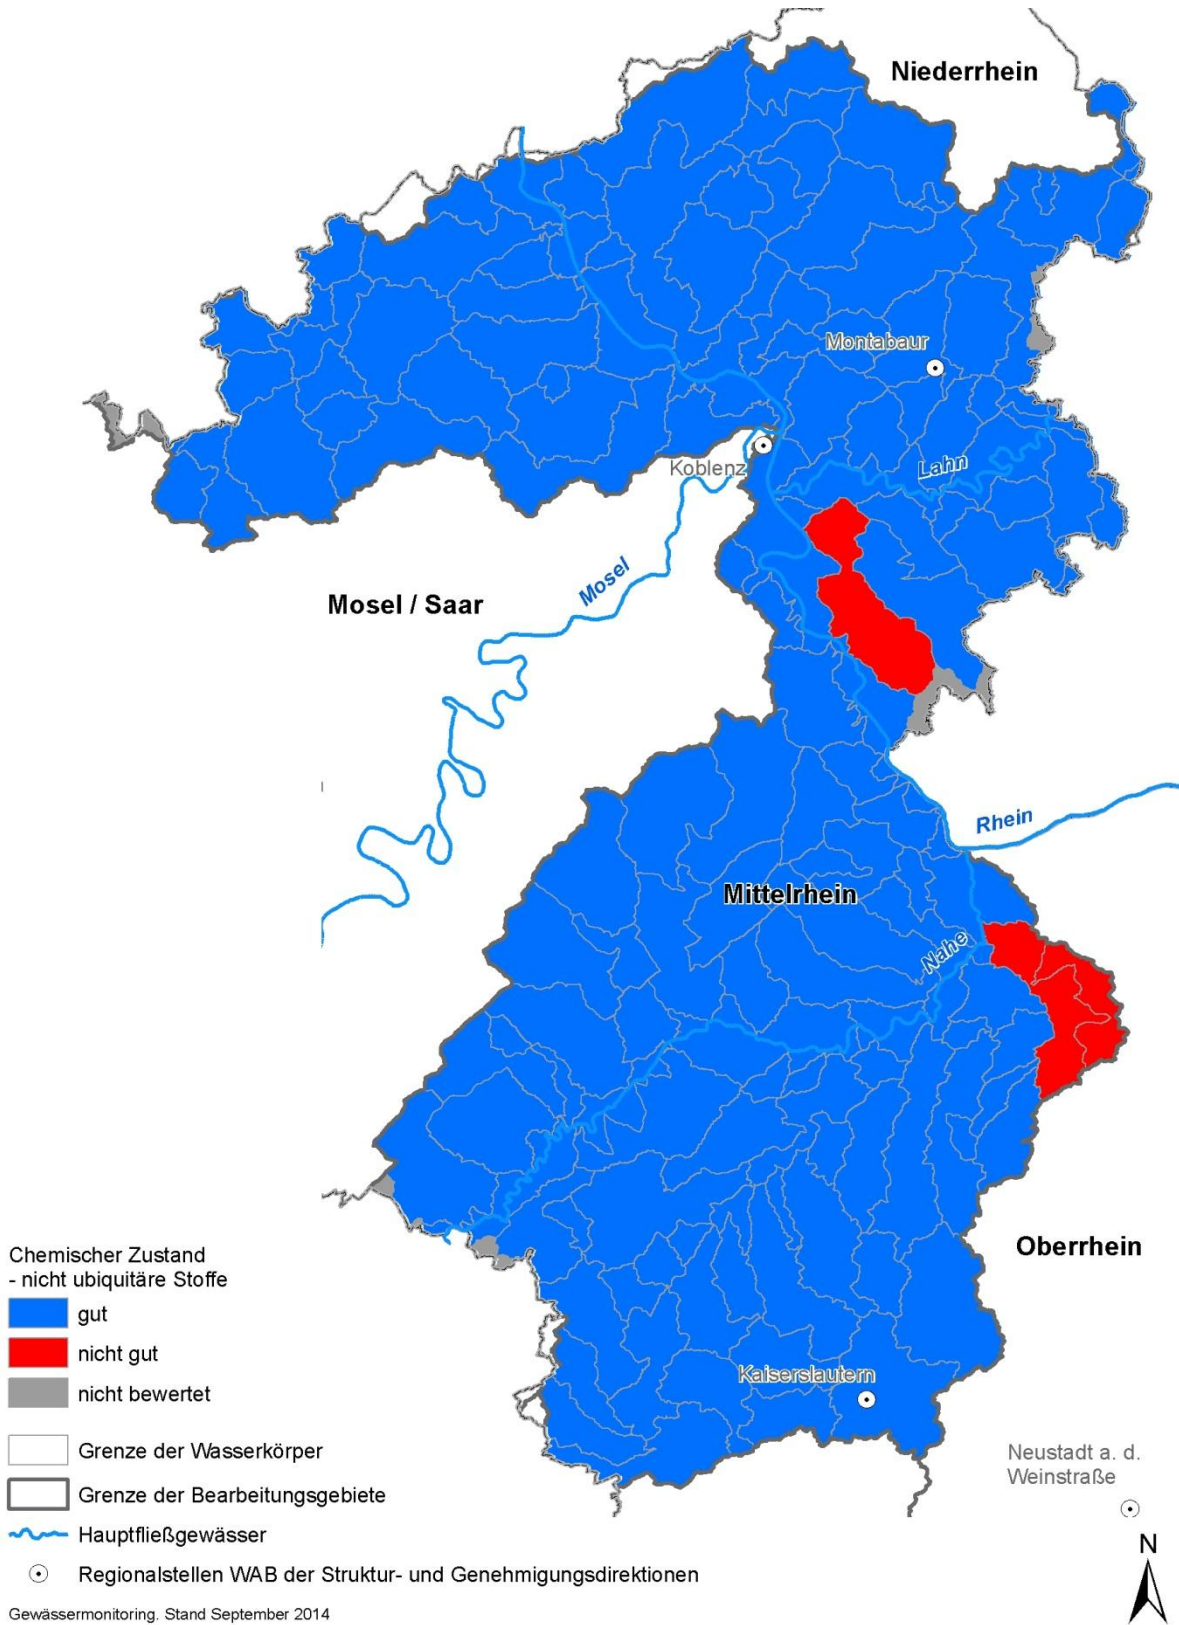 Niederrhein
Montabaur
Koblenz
Lahn
Mosel
Mosel / Saar
Rhein
Mittelrhein
Nahe
Oberrhein
Kaiserslautern
Neustadt a. d.
Weinstraße
Chemischer Zustand
- nicht ubiquitäre Stoffe
gut
nicht gut
nicht bewertet
Grenze der Wasserkörper
Grenze der Bearbeitungsgebiete
Hauptfließgewässer
Regionalstellen WAB der Struktur- und Genehmigungsdirektionen
Gewässermonitoring. Stand September 2014
N